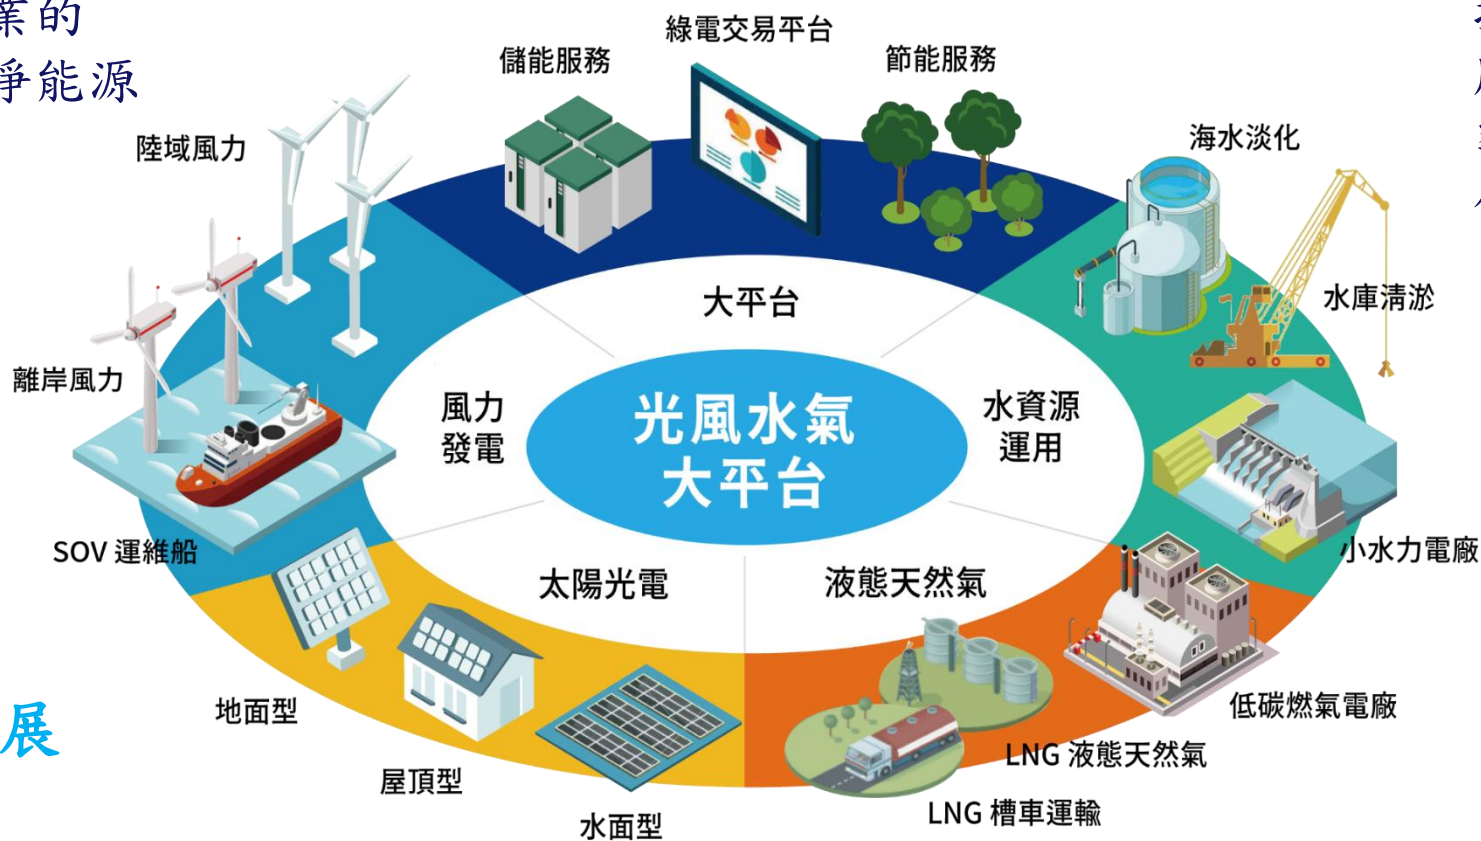 業的
淨能源
綠電交易平台
儲能服務
節能服務
陸域風力
海水淡化
水庫清淤
離岸風力
大平台
風力
發電
光風水氣
大平台
水資源
運用
SOV 運維船
小水力電廠
太陽光電
液態天然氣
地面型
低碳燃氣電廠
展
LNG 液態天然氣
屋頂型
LNG 槽車運輸
水面型